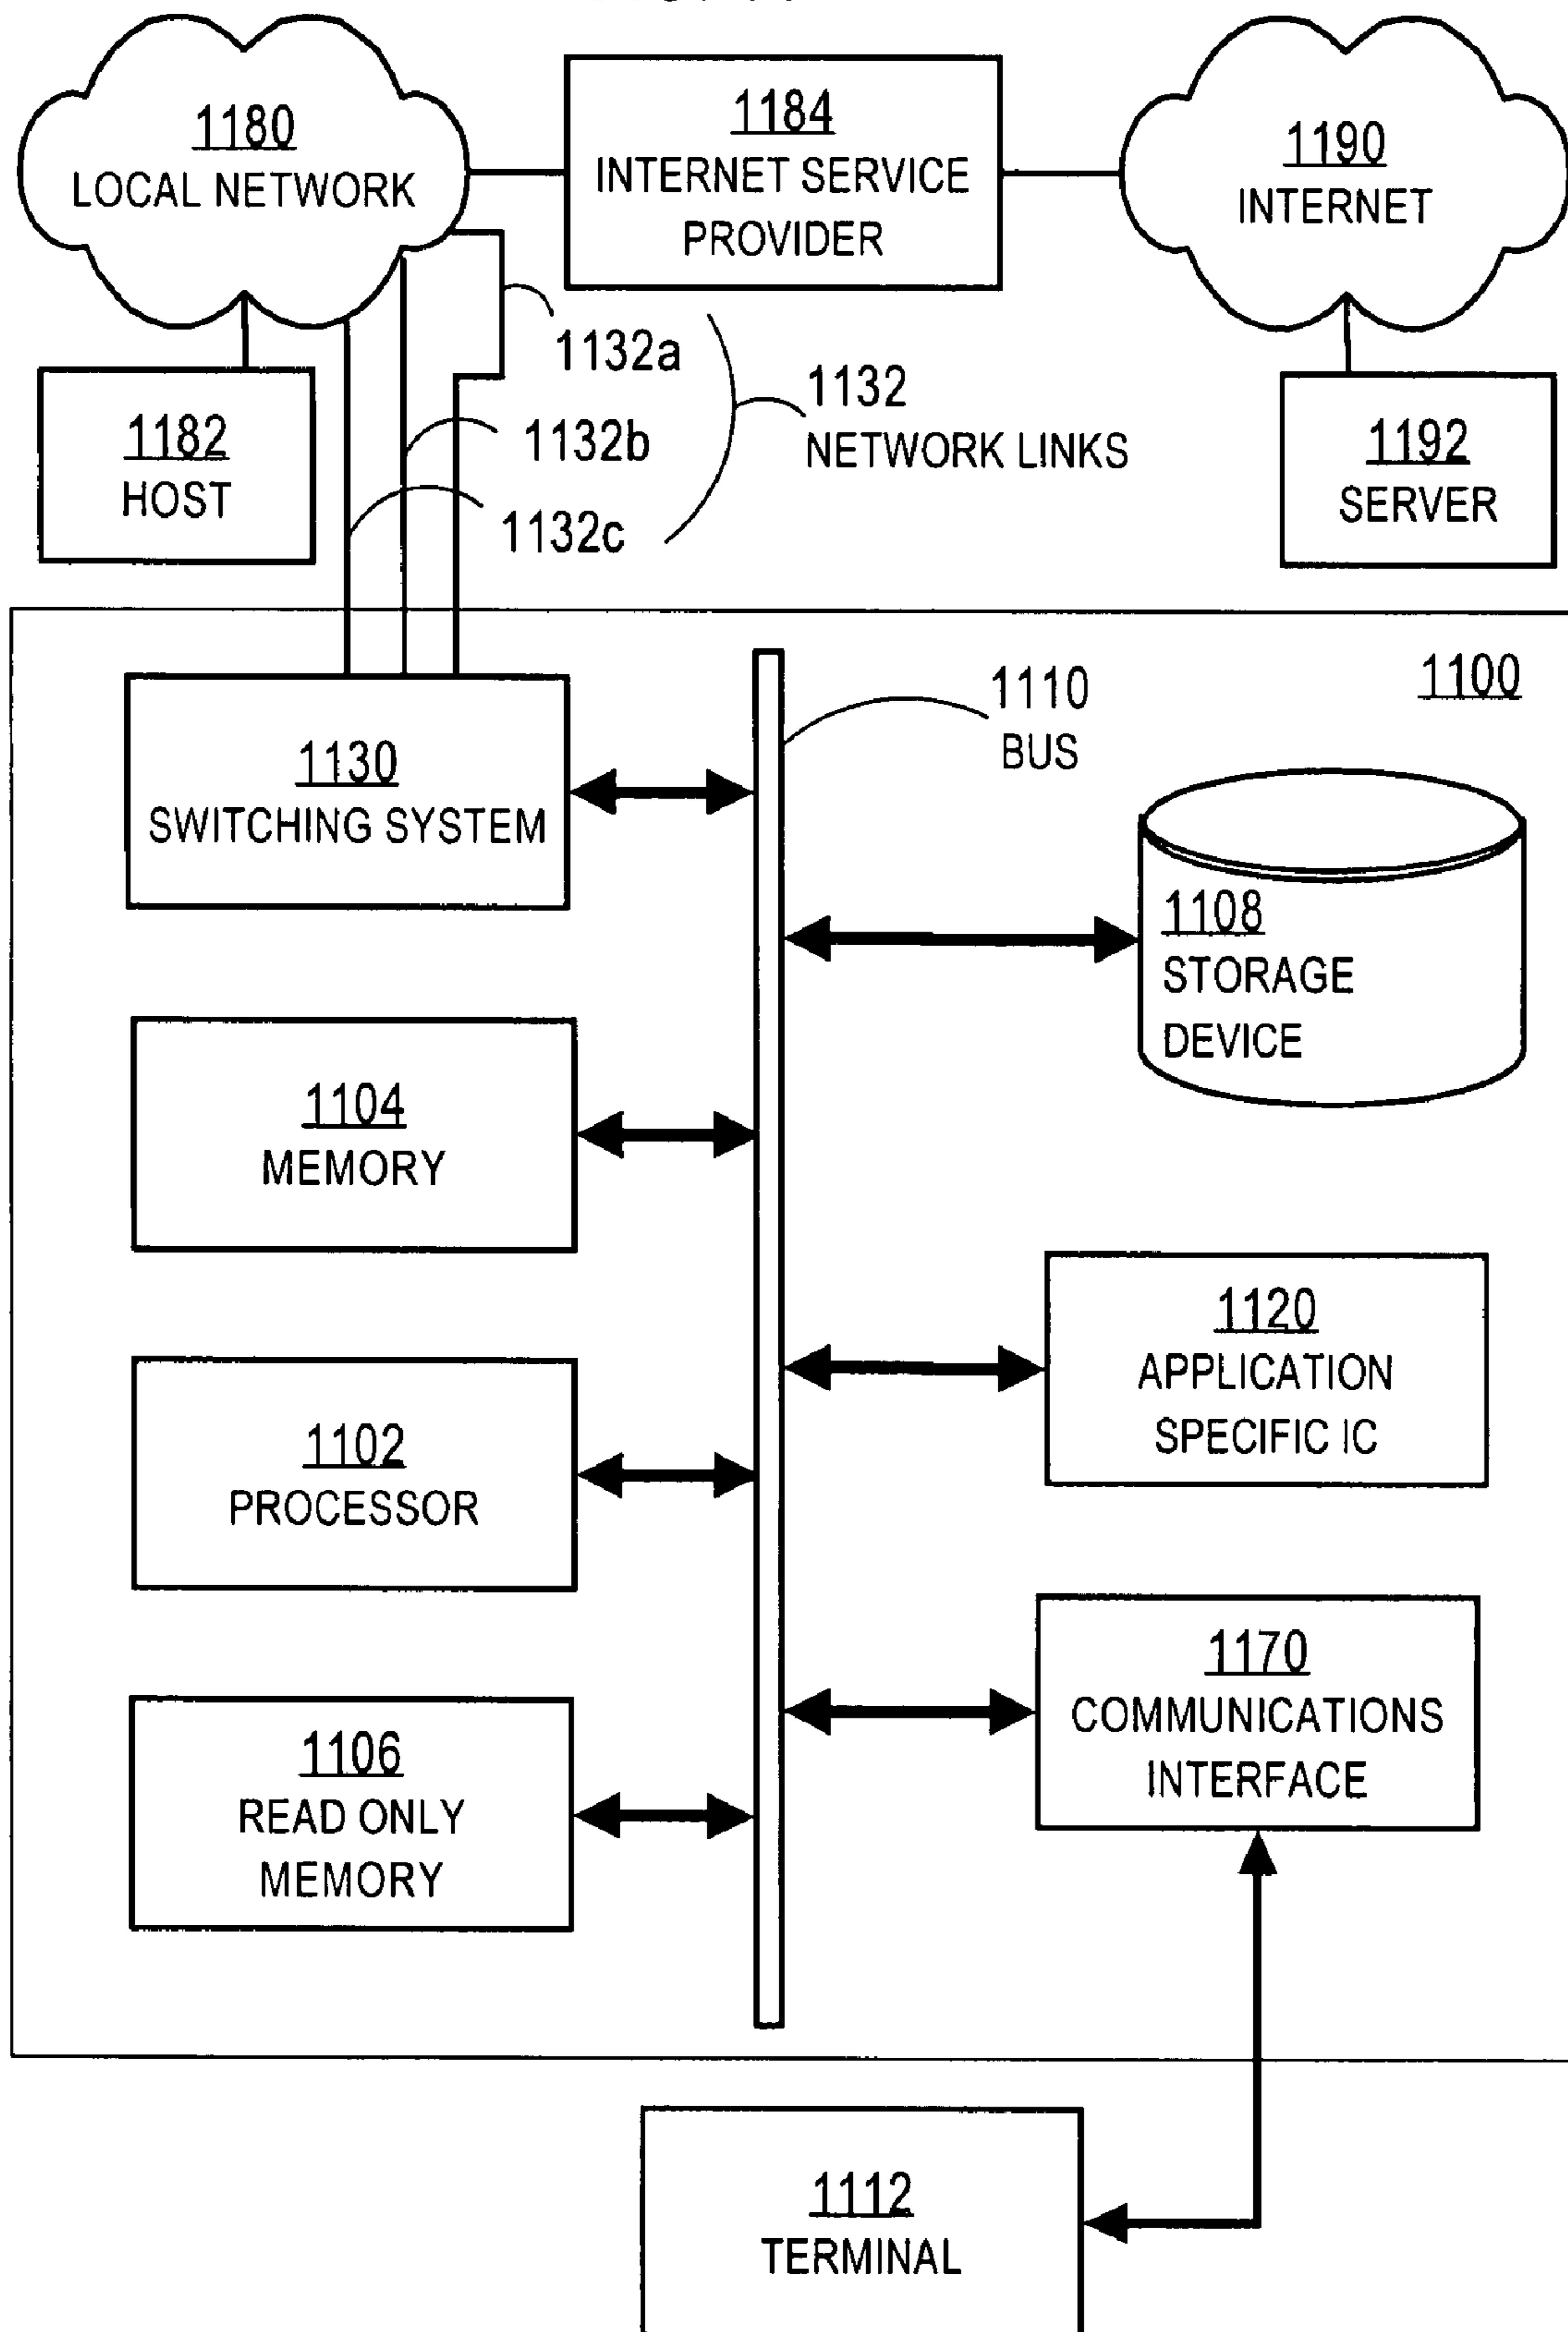 1180
LOCAL NETWORK
1184
INTERNET SERVICE
PROVIDER
1190
INTERNET
1132a
1132
NETWORK LINKS
1132b
1132c
1182
HOST
1192
SERVER
1100
1110
BUS
1130
SWITCHING SYSTEM
1108
STORAGE
DEVICE
1104
MEMORY
1120
APPLICATION
SPECIFIC IC
1102
PROCESSOR
1170
COMMUNICATIONS
INTERFACE
1106
READ ONLY
MEMORY
1112
TERMINAL